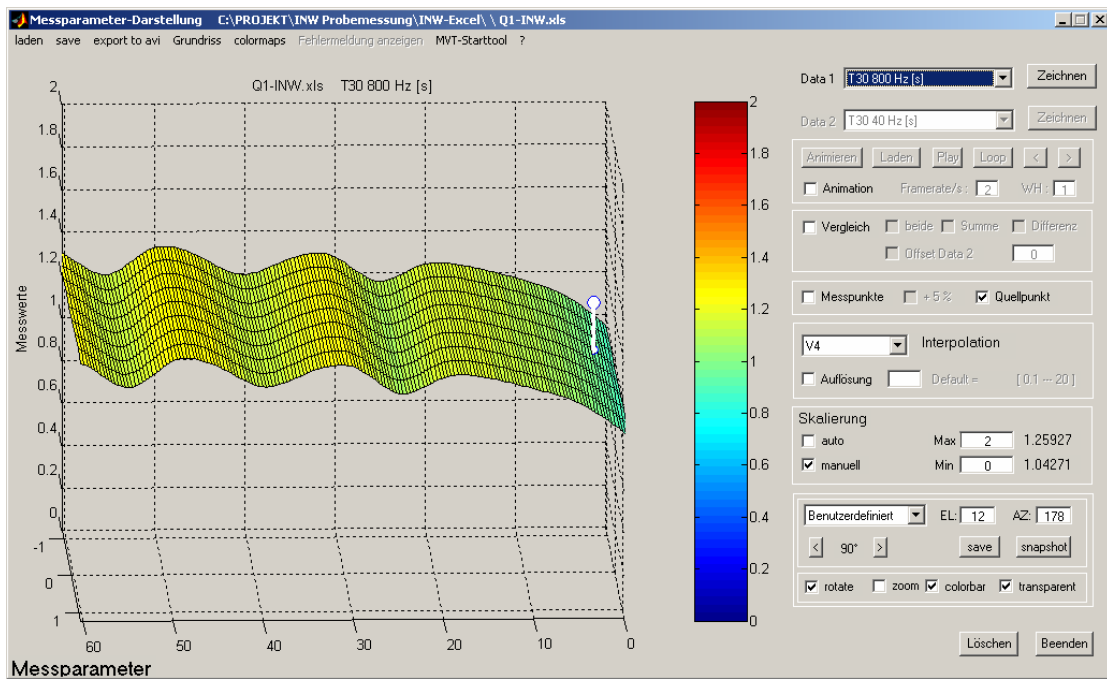 Messparameter-Darstellung C:\PROJEKT\INW Probemessung\INW-Excel\ \ Q1-INW.xls
laden save export to avi Grundriss colormaps Fehlermeldung anzeigen MVT-Starttool ?
Q1-INW.xls T30 800 Hz [s]
Messwerte
2
1.8
1.6
1.4
1.2
1
0.8
0.6
0.4
0.2
0
-1
0
1
60 50 40 30 20 10 0
Messparameter
2
1.8
1.6
1.4
1.2
1
0.8
0.6
0.4
0.2
0
Data 1 T30 800 Hz [s] Zeichnen
Data 2 T30 40 Hz [s] Zeichnen
Animieren Laden Play Loop < >
Animation Framerate/s : 2 WH : 1
Vergleich beide Summe Differenz
Offset Data 2 0
Messpunkte + 5 % Quellpunkt
V4 Interpolation
Auflösung Default = [ 0.1 --- 20 ]
Skalierung
auto Max 2 1.25927
manuell Min 0 1.04271
Benutzerdefiniert EL: 12 AZ: 178
< 90° > save snapshot
rotate zoom colorbar transparent
Löschen Beenden